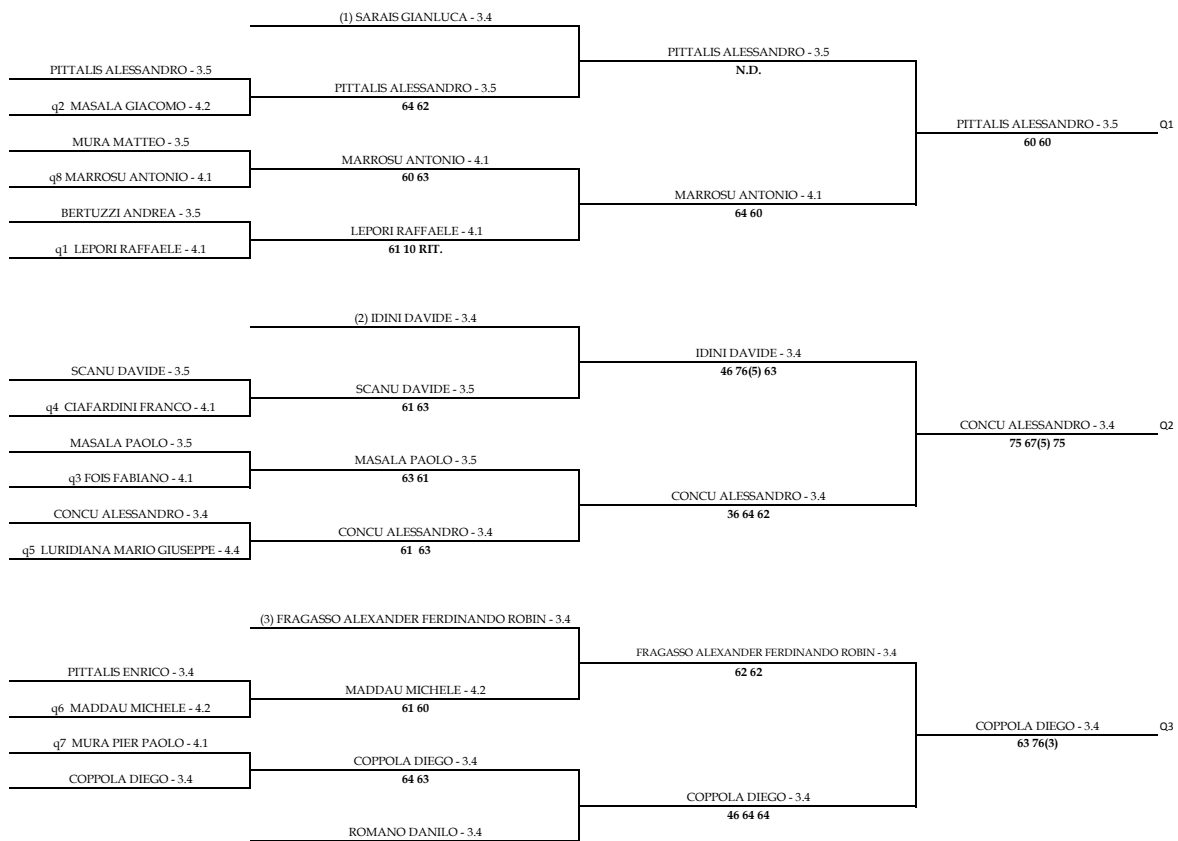 (1) SARAIS GIANLUCA - 3.4
PITTALIS ALESSANDRO - 3.5
N.D.
PITTALIS ALESSANDRO - 3.5
PITTALIS ALESSANDRO - 3.5
64 62
q2 MASALA GIACOMO - 4.2
PITTALIS ALESSANDRO - 3.5 Q1
60 60
MURA MATTEO - 3.5
MARROSU ANTONIO - 4.1
60 63
q8 MARROSU ANTONIO - 4.1
MARROSU ANTONIO - 4.1
64 60
BERTUZZI ANDREA - 3.5
LEPORI RAFFAELE - 4.1
61 10 RIT.
q1 LEPORI RAFFAELE - 4.1
(2) IDINI DAVIDE - 3.4
IDINI DAVIDE - 3.4
46 76(5) 63
SCANU DAVIDE - 3.5
SCANU DAVIDE - 3.5
61 63
q4 CIAFARDINI FRANCO - 4.1
CONCU ALESSANDRO - 3.4 Q2
75 67(5) 75
MASALA PAOLO - 3.5
MASALA PAOLO - 3.5
63 61
q3 FOIS FABIANO - 4.1
CONCU ALESSANDRO - 3.4
36 64 62
CONCU ALESSANDRO - 3.4
CONCU ALESSANDRO - 3.4
61 63
q5 LURIDIANA MARIO GIUSEPPE - 4.4
(3) FRAGASSO ALEXANDER FERDINANDO ROBIN - 3.4
FRAGASSO ALEXANDER FERDINANDO ROBIN - 3.4
62 62
PITTALIS ENRICO - 3.4
MADDAU MICHELE - 4.2
61 60
q6 MADDAU MICHELE - 4.2
COPPOLA DIEGO - 3.4 Q3
63 76(3)
q7 MURA PIER PAOLO - 4.1
COPPOLA DIEGO - 3.4
64 63
COPPOLA DIEGO - 3.4
COPPOLA DIEGO - 3.4
46 64 64
ROMANO DANILO - 3.4